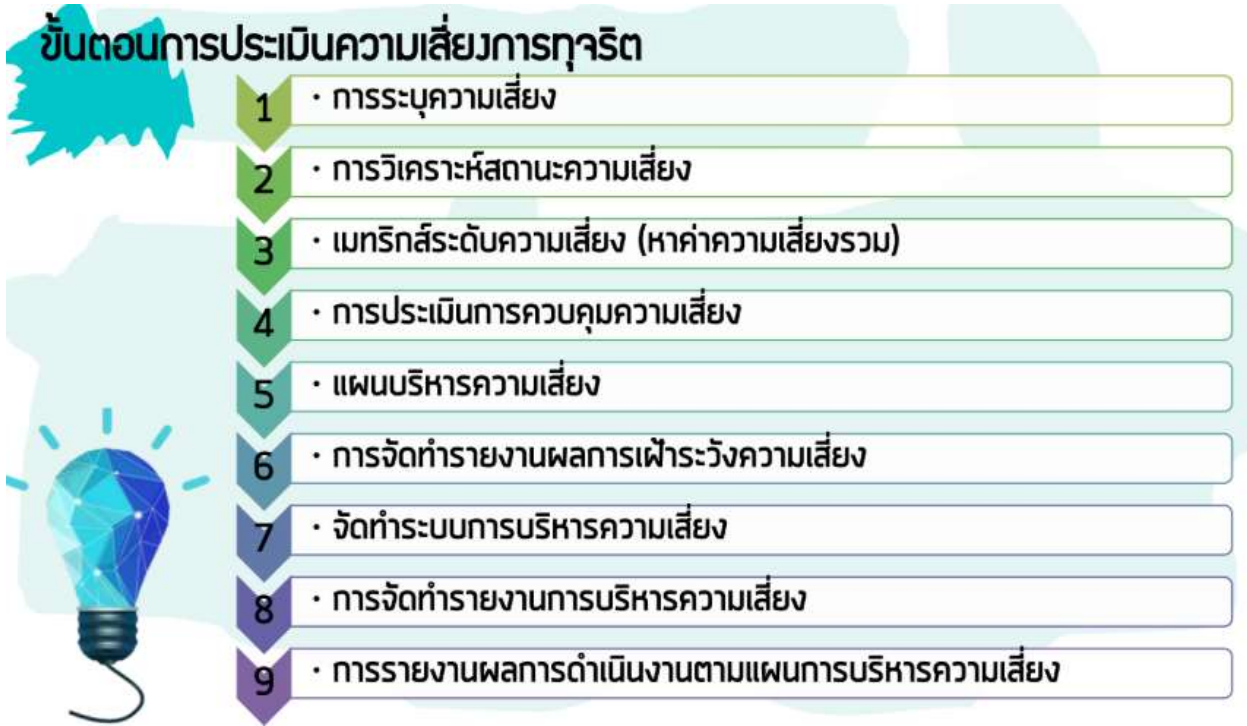 ขั้นตอนการประเมินความเสี่ยงการทุจริต
1 · การระบุความเสี่ยง
2 · การวิเคราะห์สถานะความเสี่ยง
3 · เมทริกส์ระดับความเสี่ยง (หาค่าความเสี่ยงรวม)
4 · การประเมินการควบคุมความเสี่ยง
5 · แผนบริหารความเสี่ยง
6 · การจัดทำรายงานผลการเฝ้าระวังความเสี่ยง
7 · จัดทำระบบการบริหารความเสี่ยง
8 · การจัดทำรายงานการบริหารความเสี่ยง
9 · การรายงานผลการดำเนินงานตามแผนการบริหารความเสี่ยง